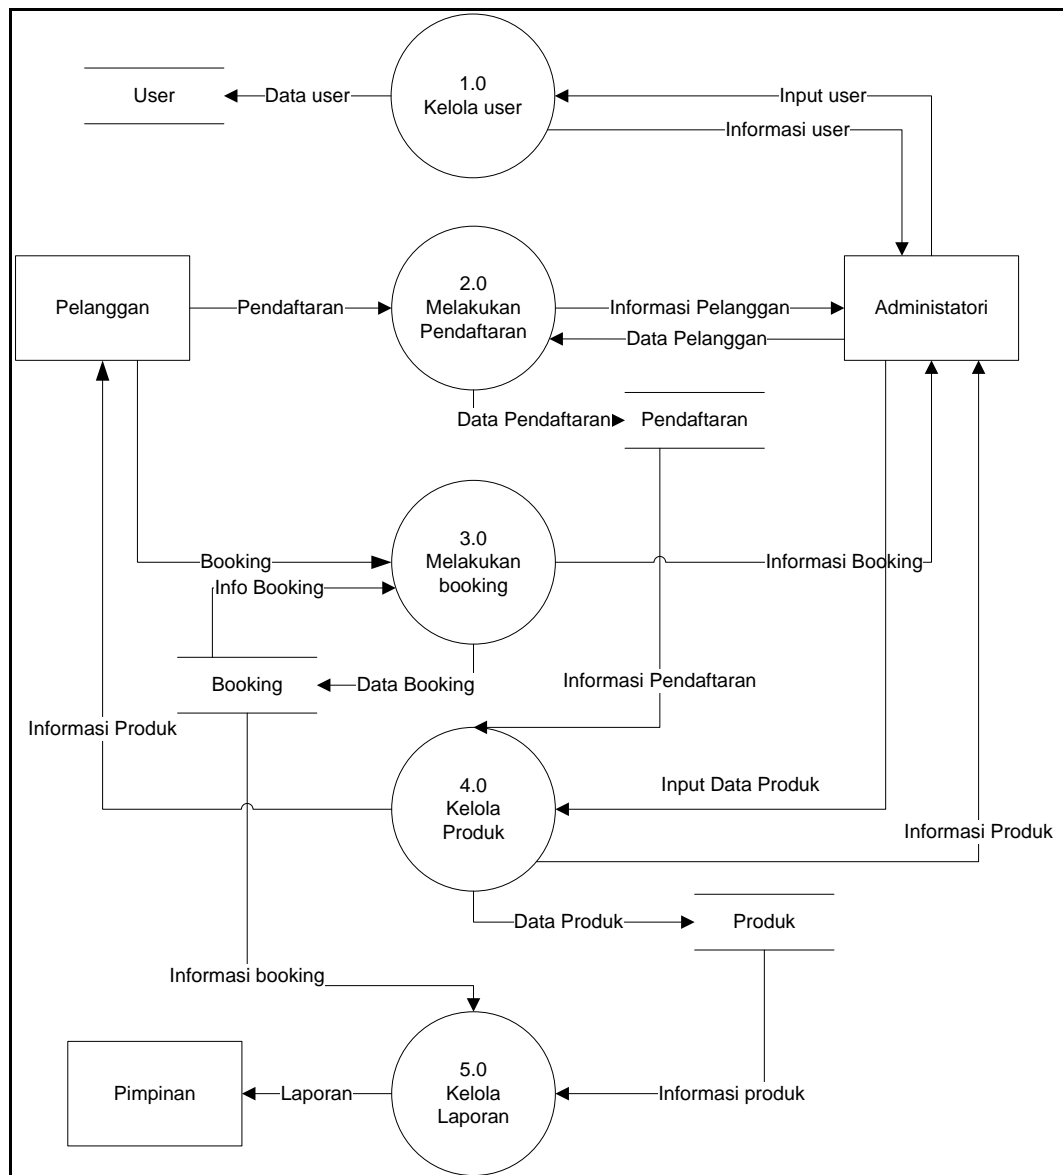 1.0
Kelola user
User
Data user
Input user
Informasi user
2.0
Melakukan
Pendaftaran
Pelanggan
Pendaftaran
Informasi Pelanggan
Administatori
Data Pelanggan
Data Pendaftaran
Pendaftaran
3.0
Melakukan
booking
Booking
Informasi Booking
Info Booking
Informasi Pendaftaran
Booking
Data Booking
Informasi Produk
4.0
Kelola
Produk
Input Data Produk
Informasi Produk
Data Produk
Produk
Informasi booking
5.0
Kelola
Laporan
Pimpinan
Laporan
Informasi produk